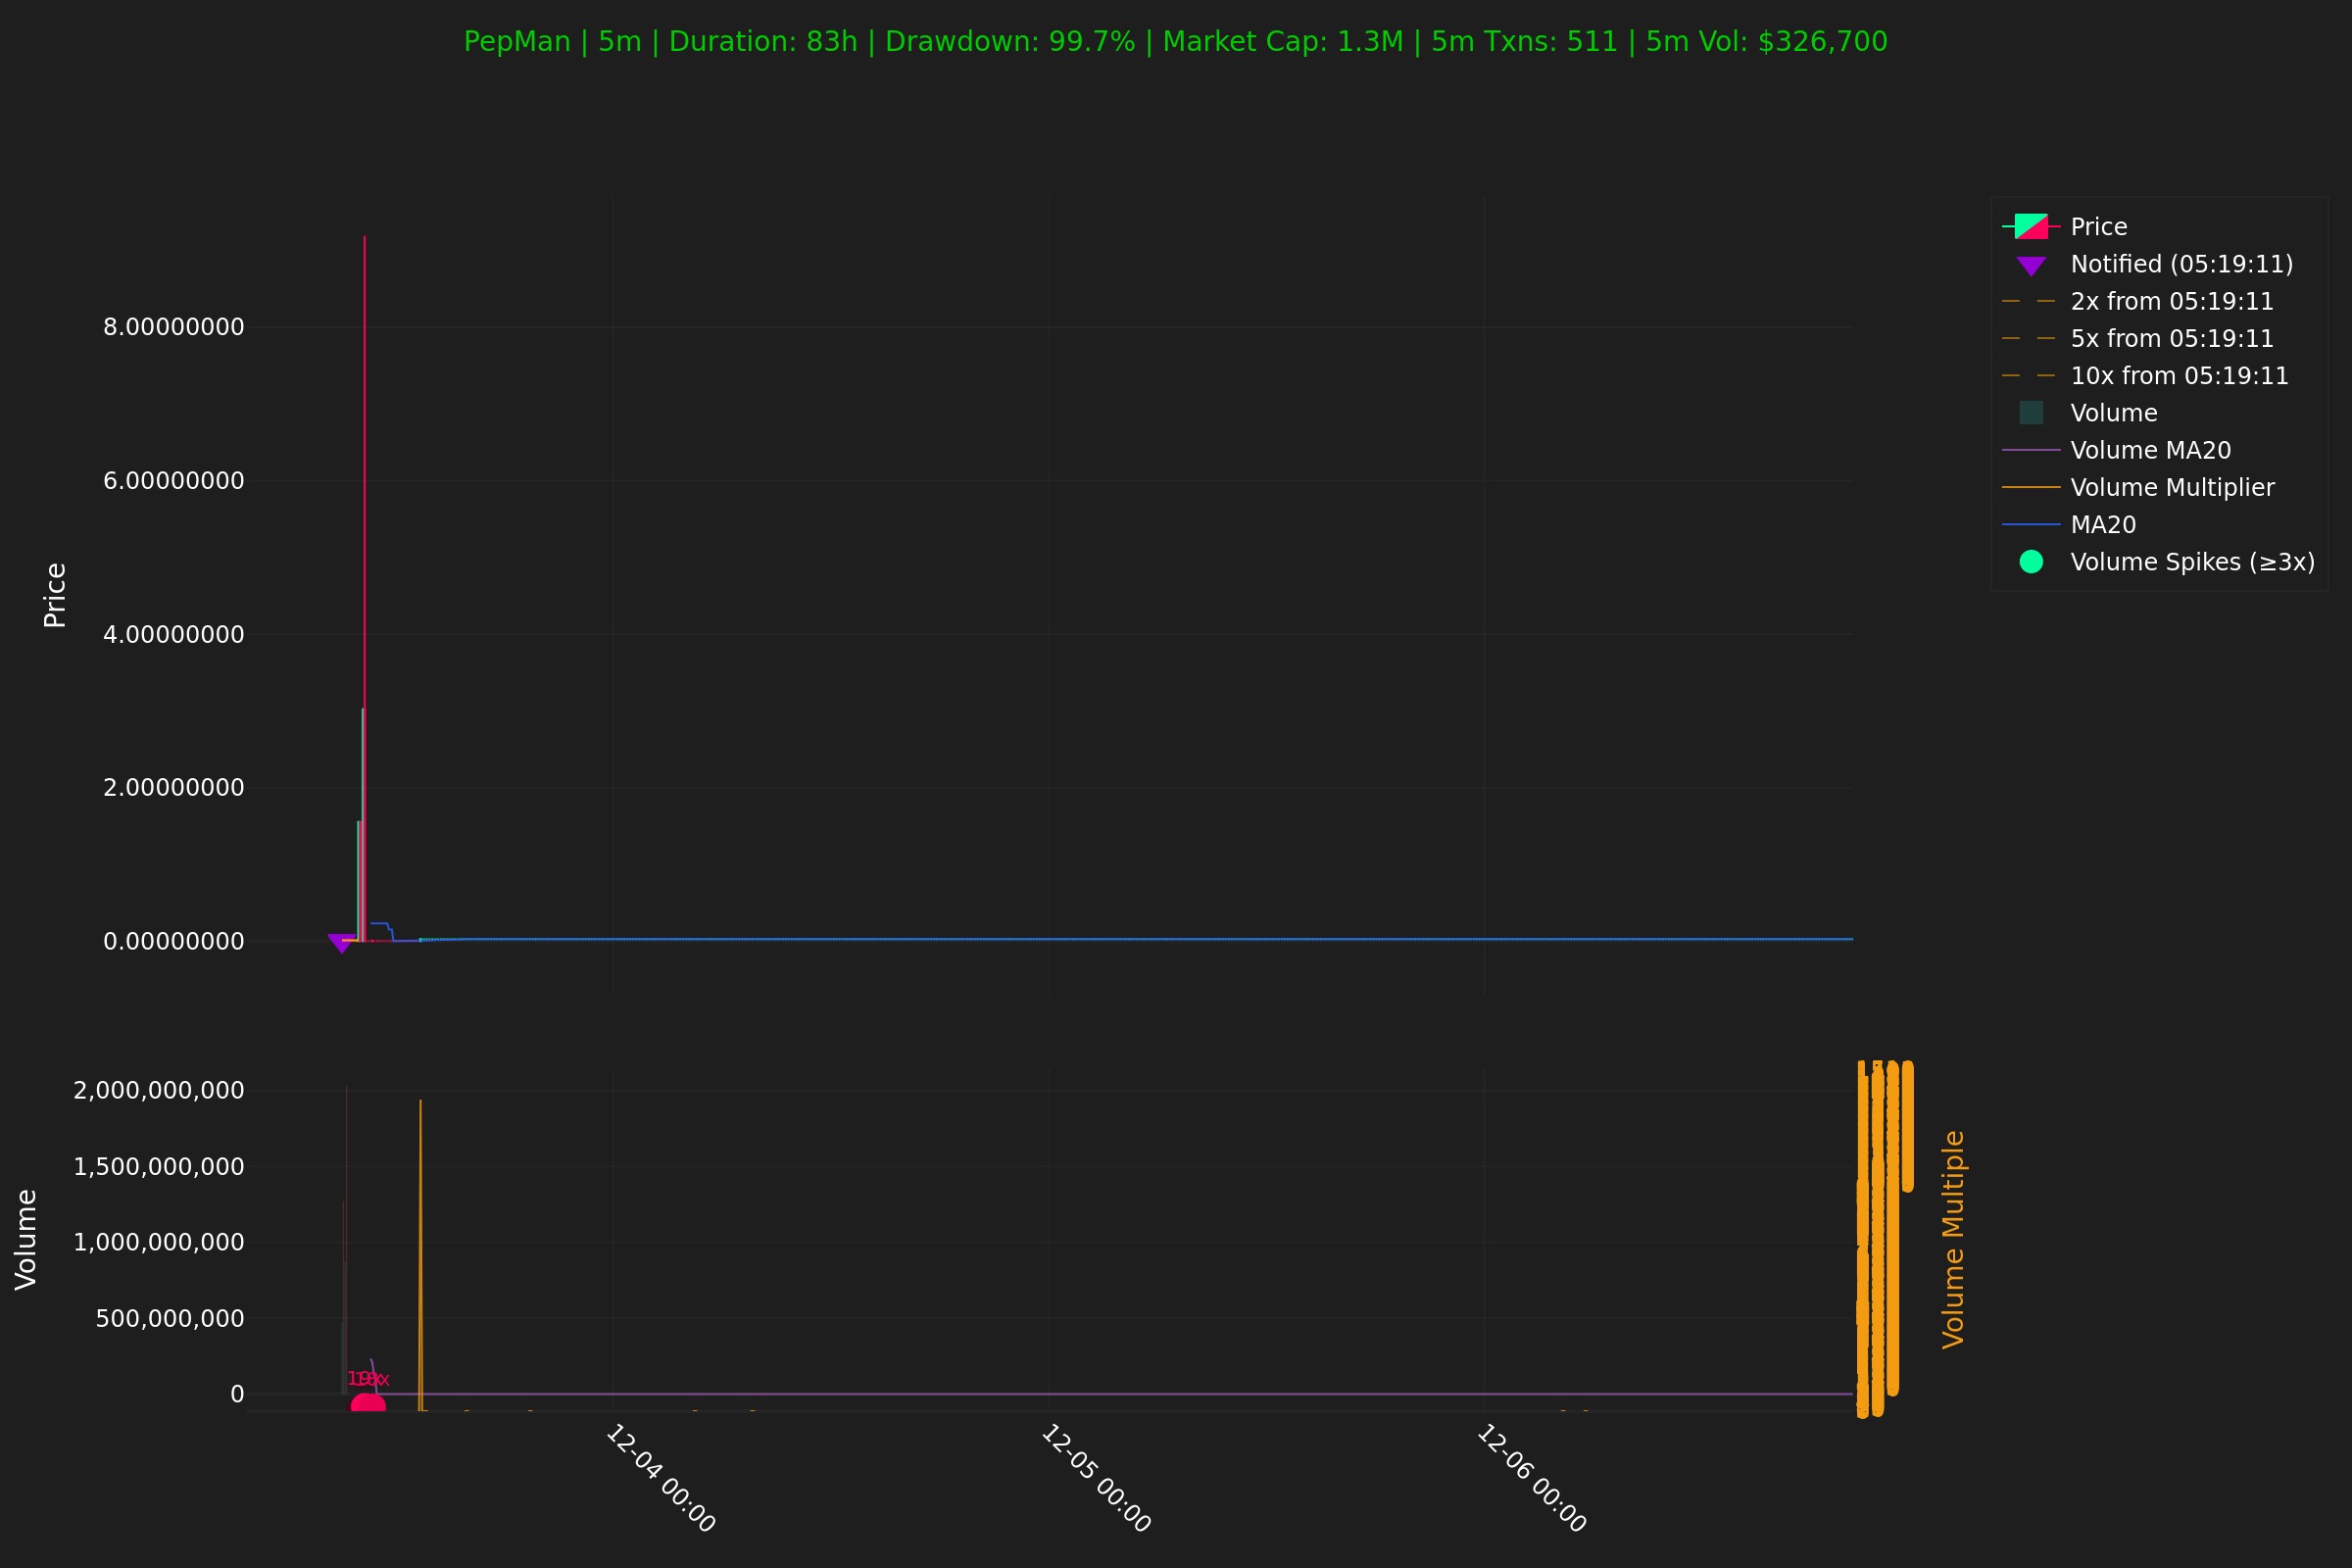 PepMan | 5m | Duration: 83h | Drawdown: 99.7% | Market Cap: 1.3M | 5m Txns: 511 | 5m Vol: $326,700
Price
8.00000000
6.00000000
4.00000000
2.00000000
0.00000000
Price
Notified (05:19:11)
2x from 05:19:11
5x from 05:19:11
10x from 05:19:11
Volume
Volume MA20
Volume Multiplier
MA20
Volume Spikes (≥3x)
Volume
2,000,000,000
1,500,000,000
1,000,000,000
500,000,000
0
Volume Multiple
12-04 00:00
12-05 00:00
12-06 00:00